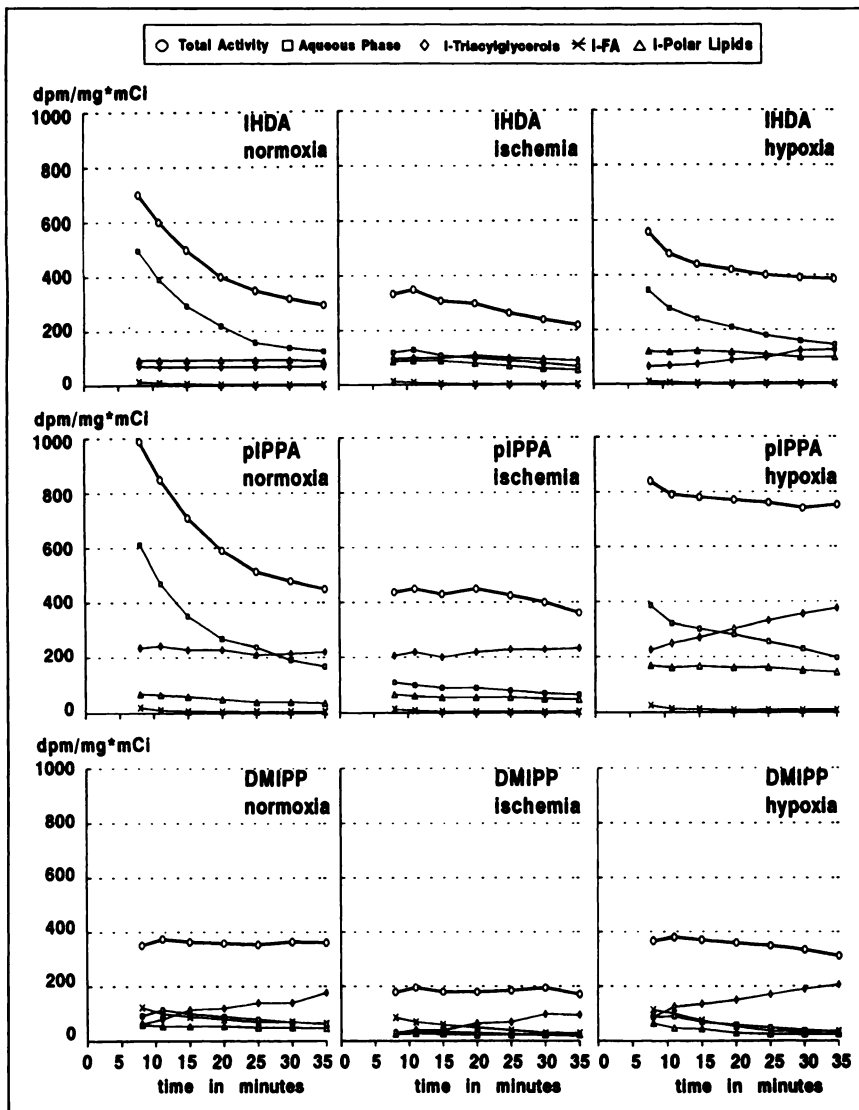 ○ Total Activity □ Aqueous Phase ◇ I-Triacylglycerols ✕ I-FA △ I-Polar Lipids
dpm/mg*mCi
1000
800
600
400
200
0
IHDA
normoxia
IHDA
ischemia
IHDA
hypoxia
dpm/mg*mCi
1000
800
600
400
200
0
pIPPA
normoxia
pIPPA
ischemia
pIPPA
hypoxia
dpm/mg*mCi
1000
800
600
400
200
0
DMIPP
normoxia
DMIPP
ischemia
DMIPP
hypoxia
0 5 10 15 20 25 30 35
0 5 10 15 20 25 30 35
0 5 10 15 20 25 30 35
time in minutes
time in minutes
time in minutes